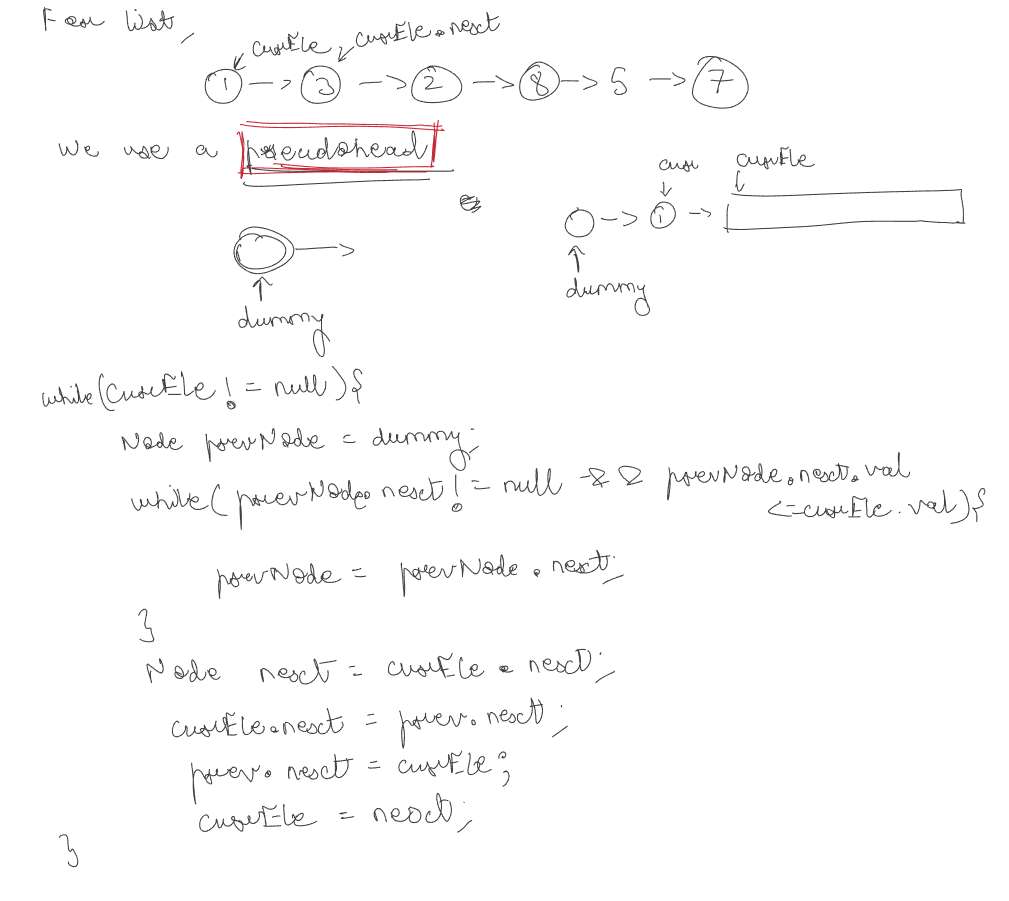 For list,
currEle currEle.next
1 → 3 → 2 → 8 → 5 → 7
We use a pseudohead
curr currEle
1
dummy
dummy
while(currEle != null){
Node prevNode = dummy;
while(prevNode.next != null && prevNode.next.val
<=currEle.val){
prevNode = prevNode.next;
}
Node next = currEle.next;
currEle.next = prev.next;
prev.next = currEle;
currEle = next;
}